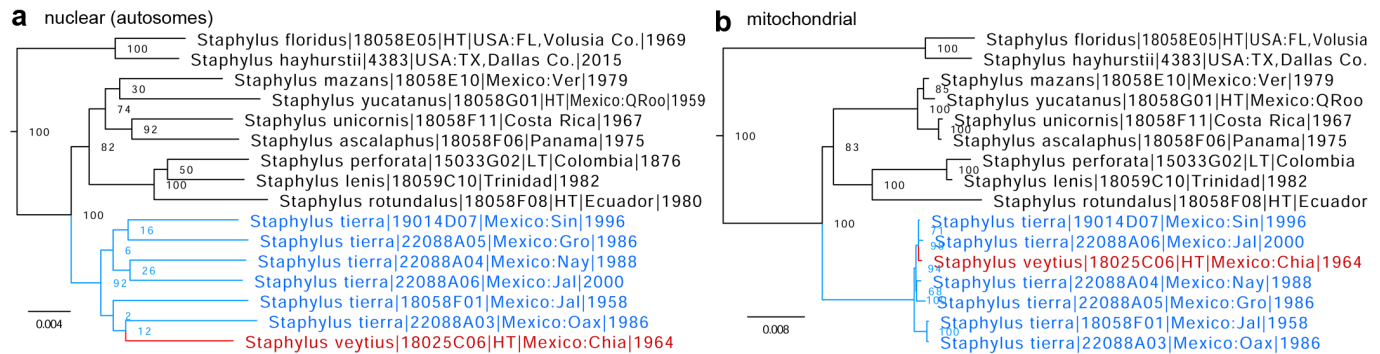 a nuclear (autosomes)
Staphylus floridus|18058E05|HT|USA:FL,Volusia Co.|1969
100
Staphylus hayhurstii|4383|USA:TX,Dallas Co.|2015
Staphylus mazans|18058E10|Mexico:Ver|1979
30
Staphylus yucatanus|18058G01|HT|Mexico:QRoo|1959
74
Staphylus unicornis|18058F11|Costa Rica|1967
92
100
Staphylus ascalaphus|18058F06|Panama|1975
82
Staphylus perforata|15033G02|LT|Colombia|1876
50
Staphylus lenis|18059C10|Trinidad|1982
100
Staphylus rotundalus|18058F08|HT|Ecuador|1980
100
Staphylus tierra|19014D07|Mexico:Sin|1996
16
Staphylus tierra|22088A05|Mexico:Gro|1986
6
Staphylus tierra|22088A04|Mexico:Nay|1988
26
Staphylus tierra|22088A06|Mexico:Jal|2000
92
Staphylus tierra|18058F01|Mexico:Jal|1958
2
Staphylus tierra|22088A03|Mexico:Oax|1986
12
Staphylus veytius|18025C06|HT|Mexico:Chia|1964
0.004
b mitochondrial
Staphylus floridus|18058E05|HT|USA:FL,Volusia
100
Staphylus hayhurstii|4383|USA:TX,Dallas Co.
Staphylus mazans|18058E10|Mexico:Ver|1979
85
Staphylus yucatanus|18058G01|HT|Mexico:QRoo
100
Staphylus unicornis|18058F11|Costa Rica|1967
100
100
Staphylus ascalaphus|18058F06|Panama|1975
83
Staphylus perforata|15033G02|LT|Colombia
100
Staphylus lenis|18059C10|Trinidad|1982
100
Staphylus rotundalus|18058F08|HT|Ecuador
100
Staphylus tierra|19014D07|Mexico:Sin|1996
Staphylus tierra|22088A06|Mexico:Jal|2000
Staphylus veytius|18025C06|HT|Mexico:Chia|1964
94
Staphylus tierra|22088A04|Mexico:Nay|1988
68
Staphylus tierra|22088A05|Mexico:Gro|1986
100
Staphylus tierra|18058F01|Mexico:Jal|1958
100
Staphylus tierra|22088A03|Mexico:Oax|1986
0.008